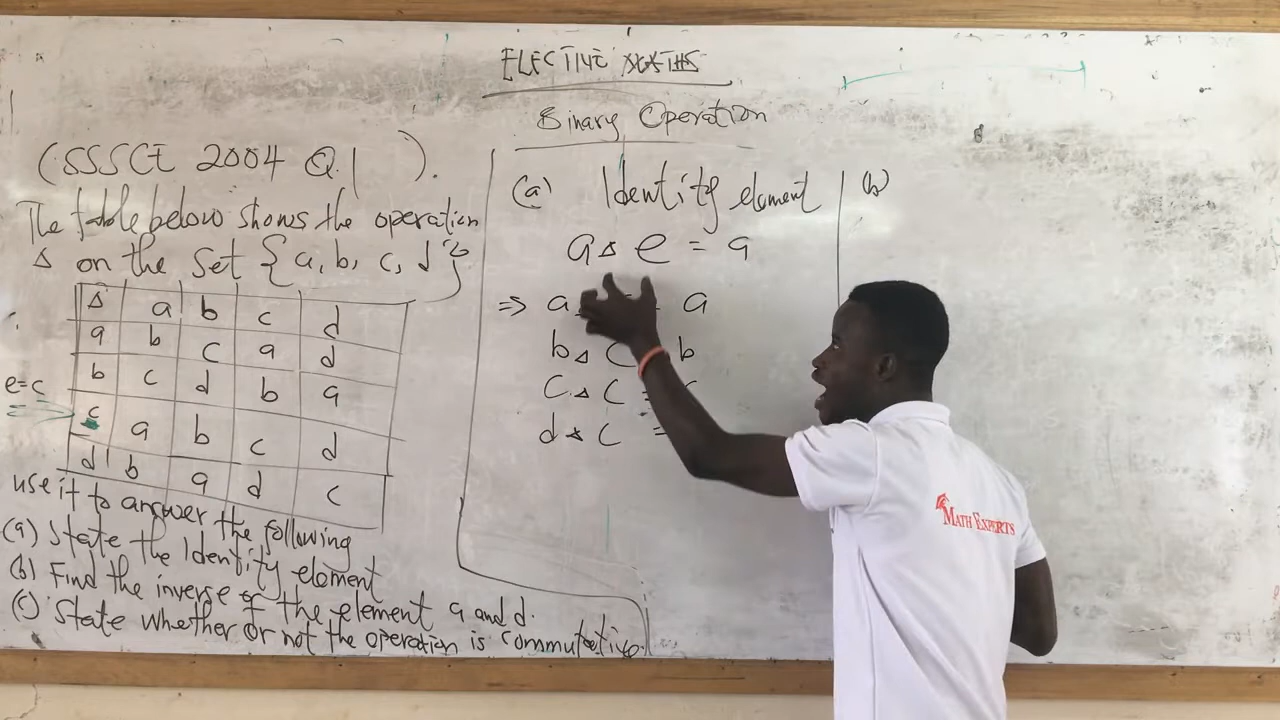 ELECTIVE MATHS
Binary Operation
(SSSCE 2004 Q.1).
The table below shows the operation
Δ on the set {a, b, c, d}
Δ a b c d
a b c a d
b c d b a
e=c
c a b c d
d b a d c
use it to answer the following
(a) State the Identity element
(b) Find the inverse of the element a and d.
(c) State whether or not the operation is commutative.
(a) Identity element
a Δ e = a
⇒ a a
b Δ C b
C Δ C =
d Δ C =
(b)
MATH EXPERTS